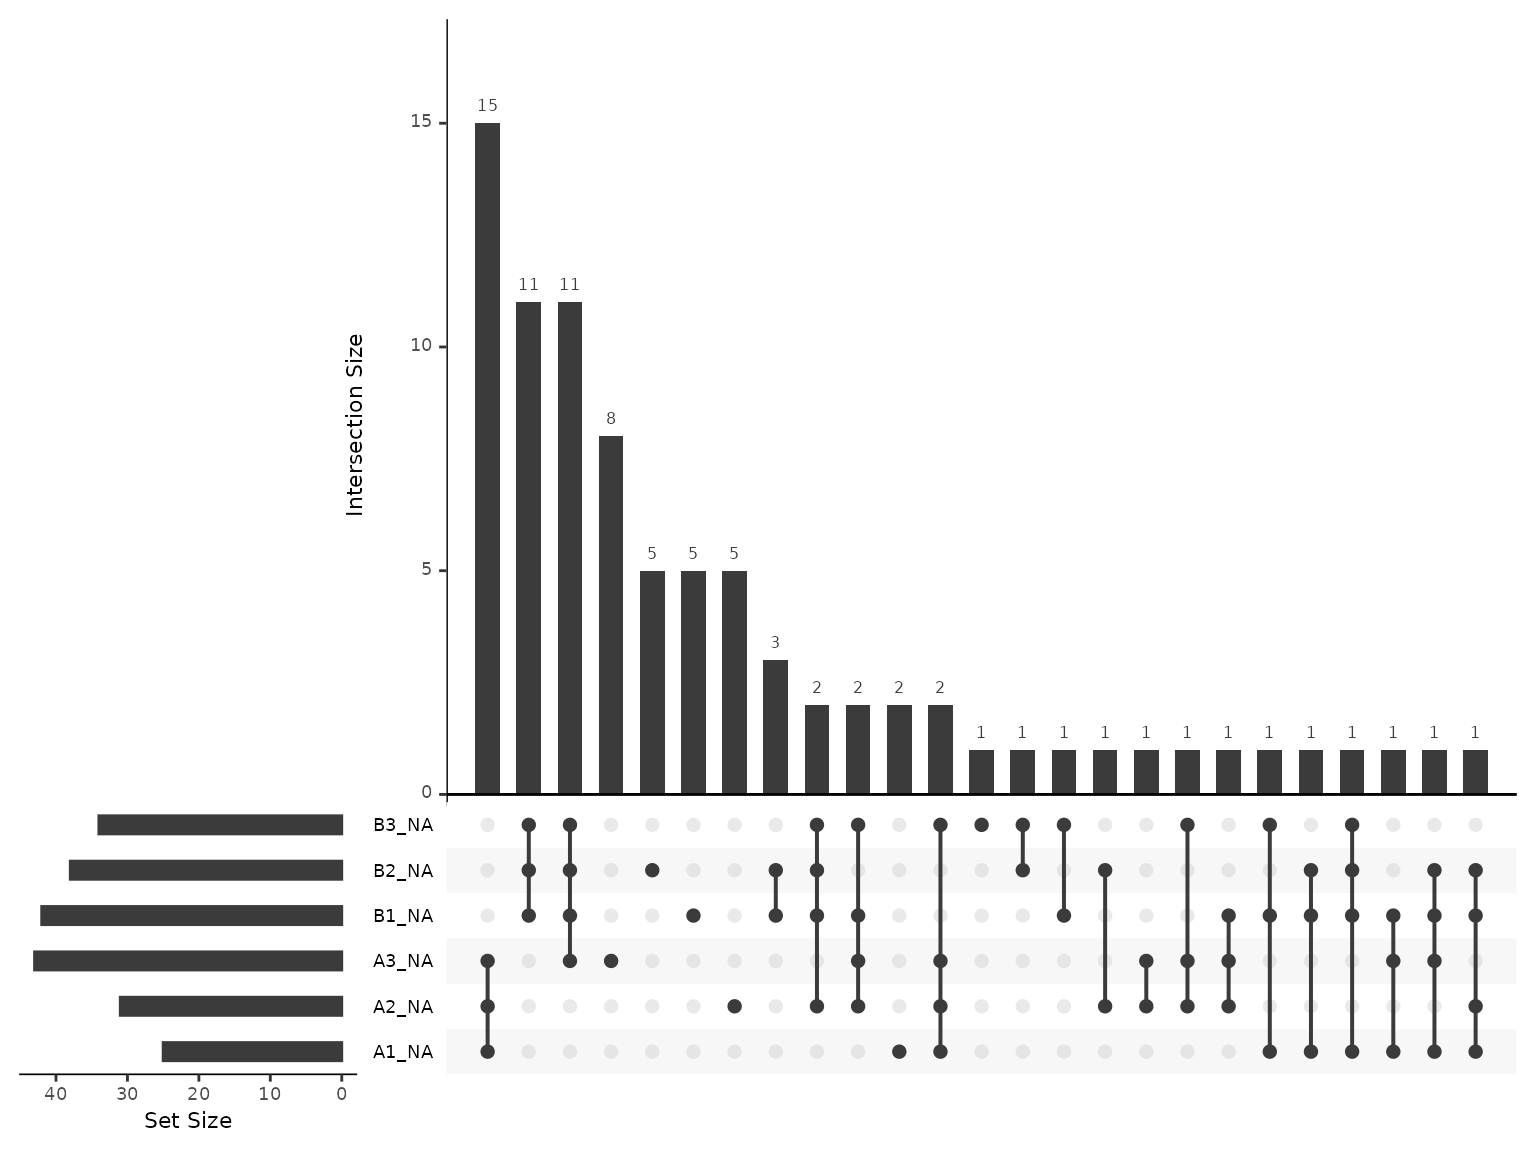 15
15
11 11
10
8
5 5 5
5
3
2 2 2 2
1 1 1 1 1 1 1 1 1 1 1 1 1
0
Intersection Size
B3_NA
B2_NA
B1_NA
A3_NA
A2_NA
A1_NA
40 30 20 10 0
Set Size